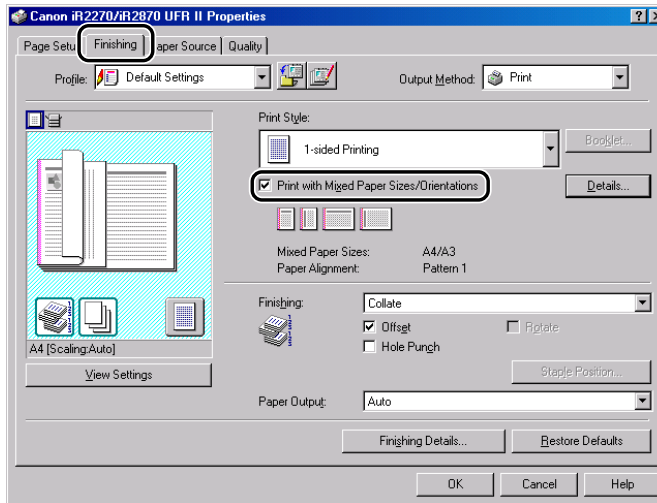 Canon iR2270/iR2870 UFR II Properties
Page Setu Finishing aper Source Quality
Profile: Default Settings Output Method: Print
Print Style:
1-sided Printing Booklet...
Print with Mixed Paper Sizes/Orientations Details...
Mixed Paper Sizes: A4/A3
Paper Alignment: Pattern 1
Finishing: Collate
Offset Rotate
Hole Punch
A4 [Scaling:Auto]
Staple Position...
View Settings
Paper Output: Auto
Finishing Details... Restore Defaults
OK Cancel Help